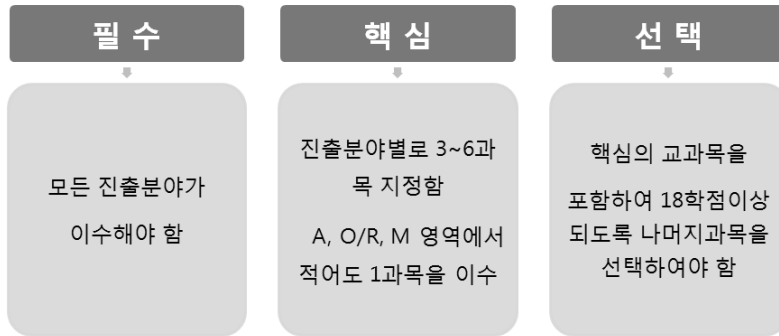 필 수
핵 심
선 택
모든 진출분야가
이수해야 함
진출분야별로 3~6과
목 지정함
A, O/R, M 영역에서
적어도 1과목을 이수
핵심의 교과목을
포함하여 18학점이상
되도록 나머지과목을
선택하여야 함